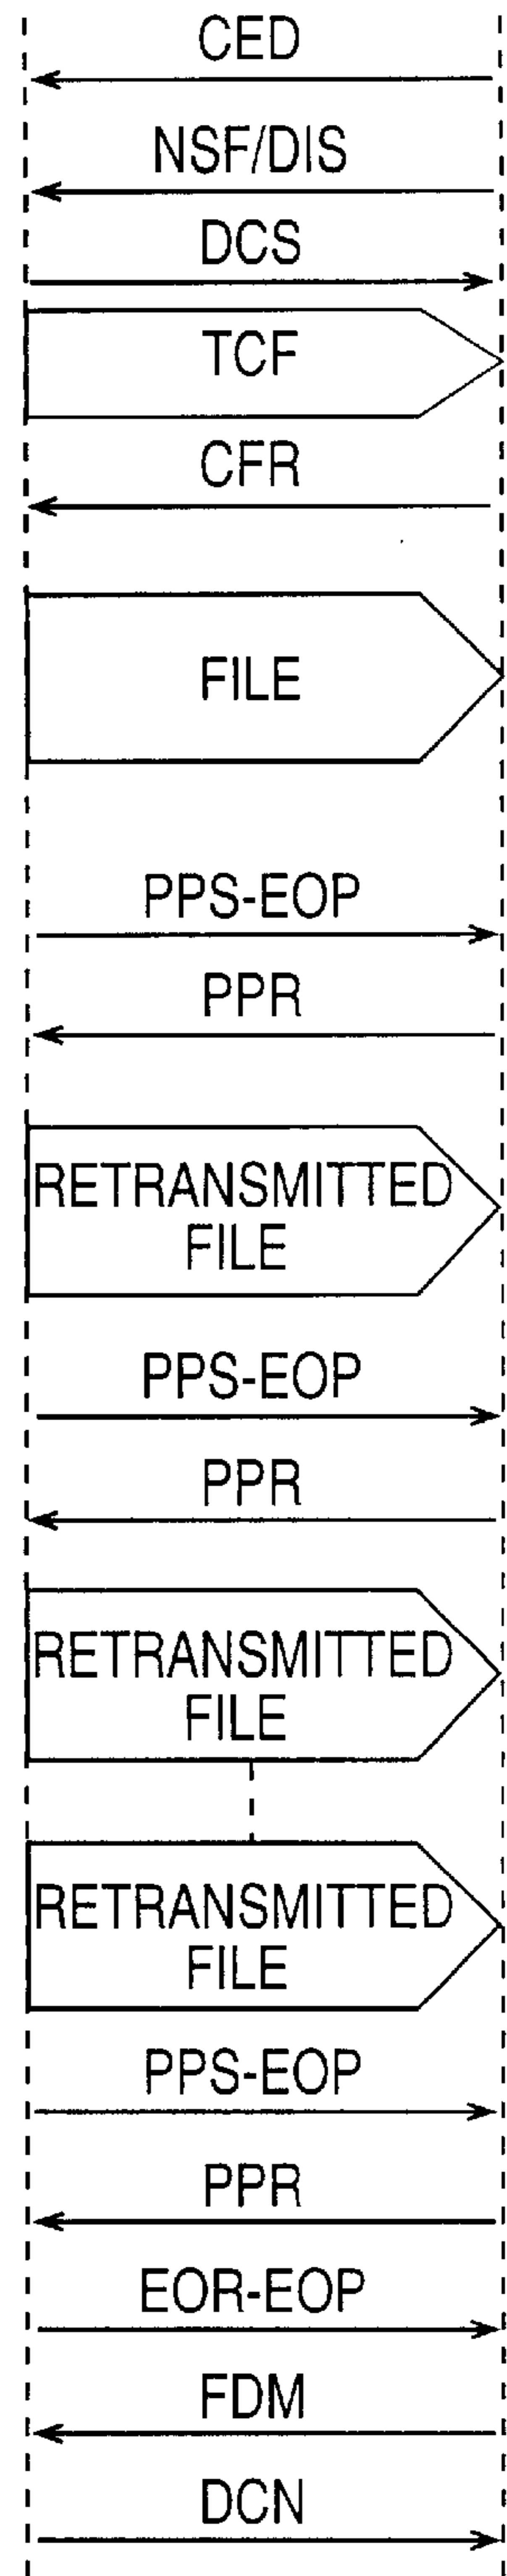 CED
NSF/DIS
DCS
TCF
CFR
FILE
PPS-EOP
PPR
RETRANSMITTED
FILE
PPS-EOP
PPR
RETRANSMITTED
FILE
RETRANSMITTED
FILE
PPS-EOP
PPR
EOR-EOP
FDM
DCN